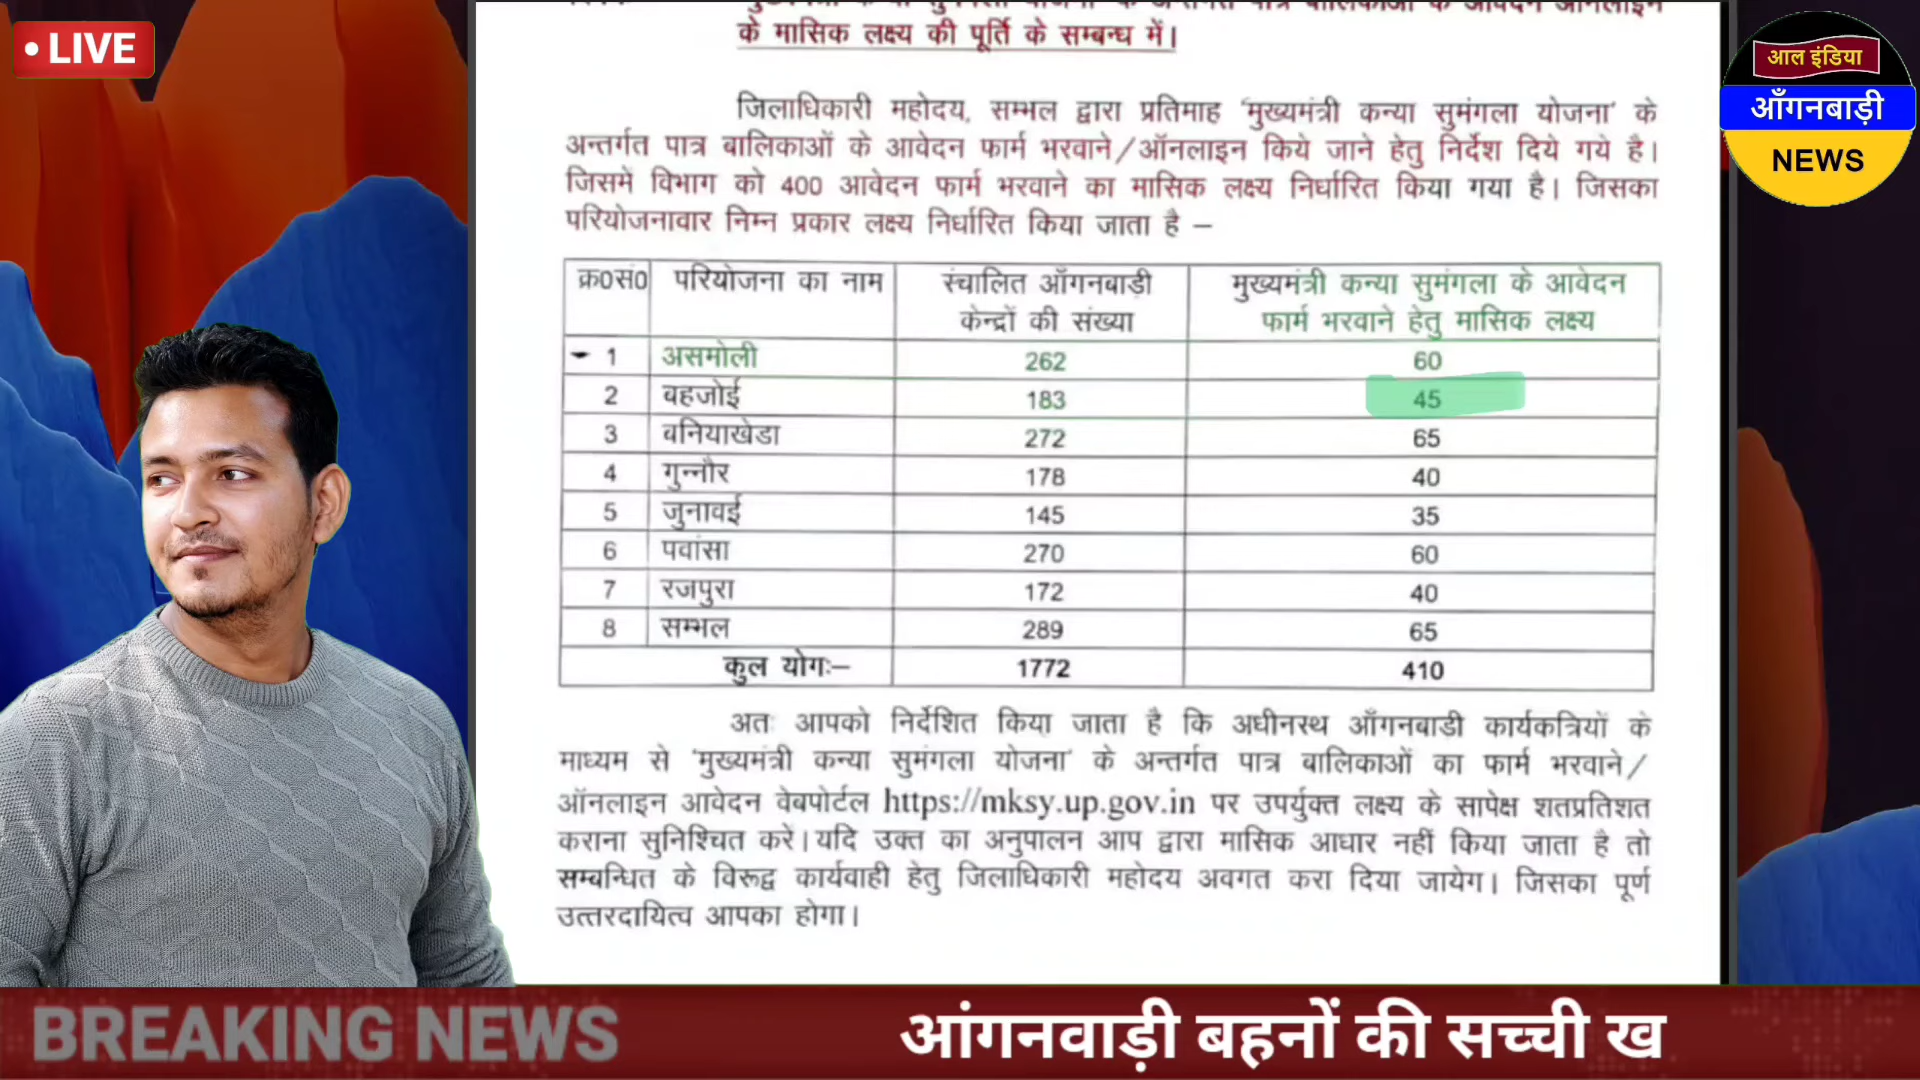 • LIVE
आल इंडिया
आँगनबाड़ी
NEWS
के मासिक लक्ष्य की पूर्ति के सम्बन्ध में।
जिलाधिकारी महोदय, सम्भल द्वारा प्रतिमाह 'मुख्यमंत्री कन्या सुमंगला योजना' के
अन्तर्गत पात्र बालिकाओं के आवेदन फार्म भरवाने/ऑनलाइन किये जाने हेतु निर्देश दिये गये है।
जिसमें विभाग को 400 आवेदन फार्म भरवाने का मासिक लक्ष्य निर्धारित किया गया है। जिसका
परियोजनावार निम्न प्रकार लक्ष्य निर्धारित किया जाता है –
क्र0सं0 परियोजना का नाम संचालित आँगनबाडी केन्द्रों की संख्या मुख्यमंत्री कन्या सुमंगला के आवेदन फार्म भरवाने हेतु मासिक लक्ष्य
1 असमोली 262 60
2 बहजोई 183 45
3 बनियाखेडा 272 65
4 गुन्नौर 178 40
5 जुनावई 145 35
6 पवांसा 270 60
7 रजपुरा 172 40
8 सम्भल 289 65
कुल योगः– 1772 410
अतः आपको निर्देशित किया जाता है कि अधीनस्थ आँगनबाडी कार्यकत्रियों के
माध्यम से 'मुख्यमंत्री कन्या सुमंगला योजना' के अन्तर्गत पात्र बालिकाओं का फार्म भरवाने/
ऑनलाइन आवेदन वेबपोर्टल https://mksy.up.gov.in पर उपर्युक्त लक्ष्य के सापेक्ष शतप्रतिशत
कराना सुनिश्चित करें। यदि उक्त का अनुपालन आप द्वारा मासिक आधार नहीं किया जाता है तो
सम्बन्धित के विरूद्व कार्यवाही हेतु जिलाधिकारी महोदय अवगत करा दिया जायेग। जिसका पूर्ण
उत्तरदायित्व आपका होगा।
BREAKING NEWS
आंगनवाड़ी बहनों की सच्ची ख